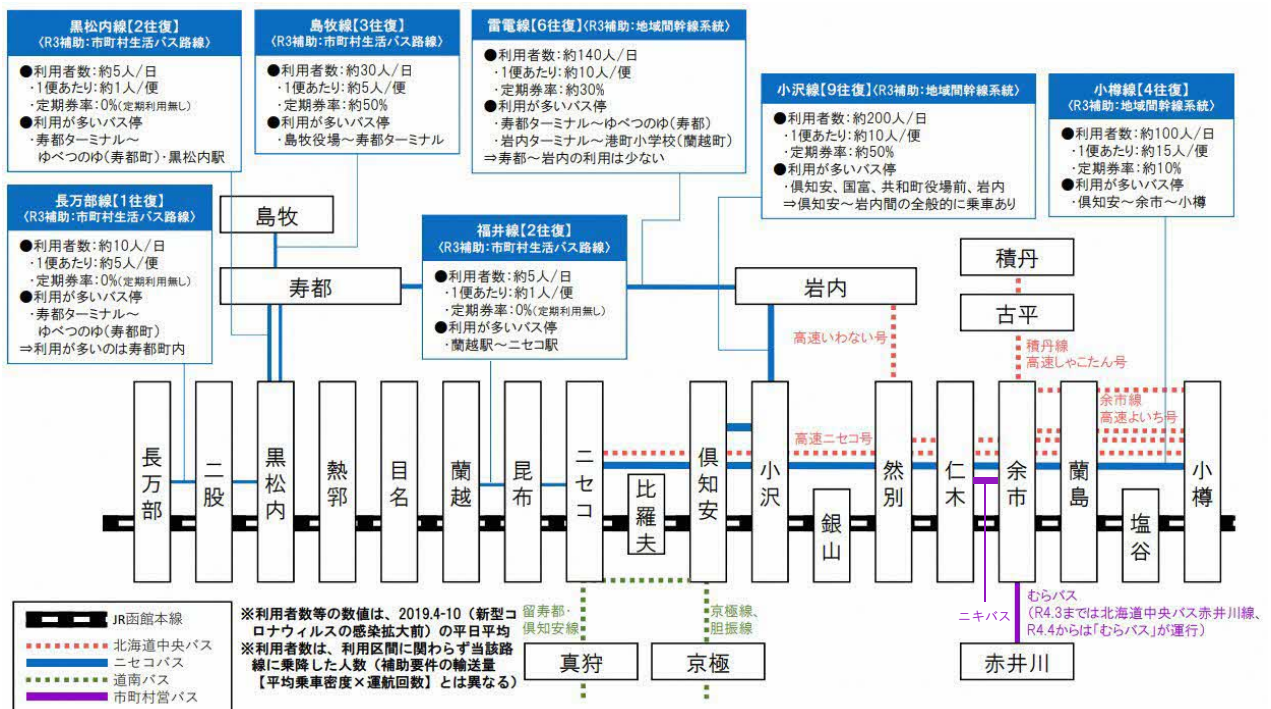 黒松内線【2往復】
〈R3補助:市町村生活バス路線〉
●利用者数:約5人/日
・1便あたり:約1人/便
・定期券率:0%(定期利用無し)
●利用が多いバス停
・寿都ターミナル～
ゆべつのゆ(寿都町)・黒松内駅
島牧線【3往復】
〈R3補助:市町村生活バス路線〉
●利用者数:約30人/日
・1便あたり:約5人/便
・定期券率:約50%
●利用が多いバス停
・島牧役場～寿都ターミナル
雷電線【6往復】〈R3補助:地域間幹線系統〉
●利用者数:約140人/日
・1便あたり:約10人/便
・定期券率:約30%
●利用が多いバス停
・寿都ターミナル～ゆべつのゆ(寿都)
・岩内ターミナル～港町小学校(蘭越町)
⇒寿都～岩内の利用は少ない
小沢線【9往復】〈R3補助:地域間幹線系統〉
●利用者数:約200人/日
・1便あたり:約10人/便
・定期券率:約50%
●利用が多いバス停
・倶知安、国富、共和町役場前、岩内
⇒倶知安～岩内間の全般的に乗車あり
小樽線【4往復】
〈R3補助:地域間幹線系統〉
●利用者数:約100人/日
・1便あたり:約15人/便
・定期券率:約10%
●利用が多いバス停
・倶知安～余市～小樽
長万部線【1往復】
〈R3補助:市町村生活バス路線〉
●利用者数:約10人/日
・1便あたり:約5人/便
・定期券率:0%(定期利用無し)
●利用が多いバス停
・寿都ターミナル～
ゆべつのゆ(寿都町)
⇒利用が多いのは寿都町内
福井線【2往復】
〈R3補助:市町村生活バス路線〉
●利用者数:約5人/日
・1便あたり:約1人/便
・定期券率:0%(定期利用無し)
●利用が多いバス停
・蘭越駅～ニセコ駅
島牧
寿都
岩内
積丹
古平
高速いわない号
積丹線
高速しゃこたん号
余市線
高速よいち号
高速ニセコ号
長万部
二股
黒松内
熱郛
目名
蘭越
昆布
ニセコ
比羅夫
倶知安
小沢
銀山
然別
仁木
余市
蘭島
塩谷
小樽
留寿都・
倶知安線
京極線、
胆振線
ニキバス
むらバス
(R4.3までは北海道中央バス赤井川線、
R4.4からは「むらバス」が運行)
真狩
京極
赤井川
JR函館本線
北海道中央バス
ニセコバス
道南バス
市町村営バス
※利用者数等の数値は、2019.4-10(新型コ
ロナウィルスの感染拡大前)の平日平均
※利用者数は、利用区間に関わらず当該路
線に乗降した人数(補助要件の輸送量
【平均乗車密度×運航回数】とは異なる)